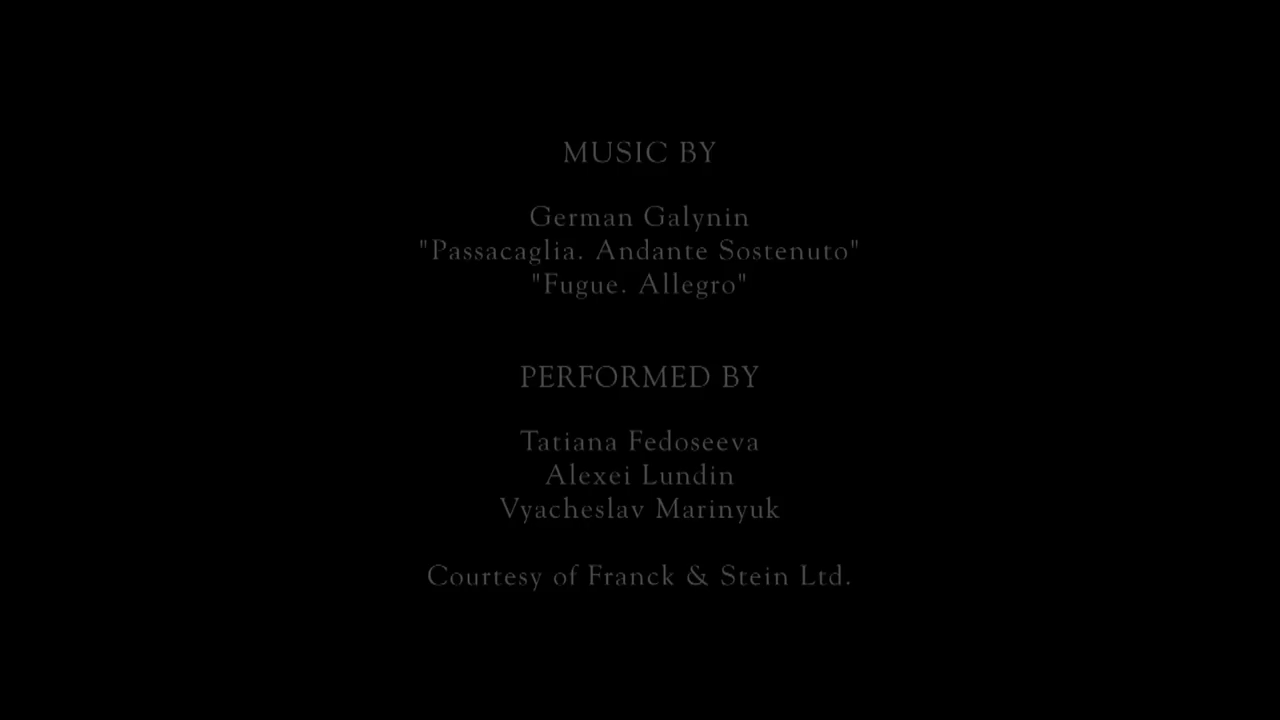 MUSIC BY
German Galynin
"Passacaglia. Andante Sostenuto"
"Fugue. Allegro"
PERFORMED BY
Tatiana Fedoseeva
Alexei Lundin
Vyacheslav Marinyuk
Courtesy of Franck & Stein Ltd.